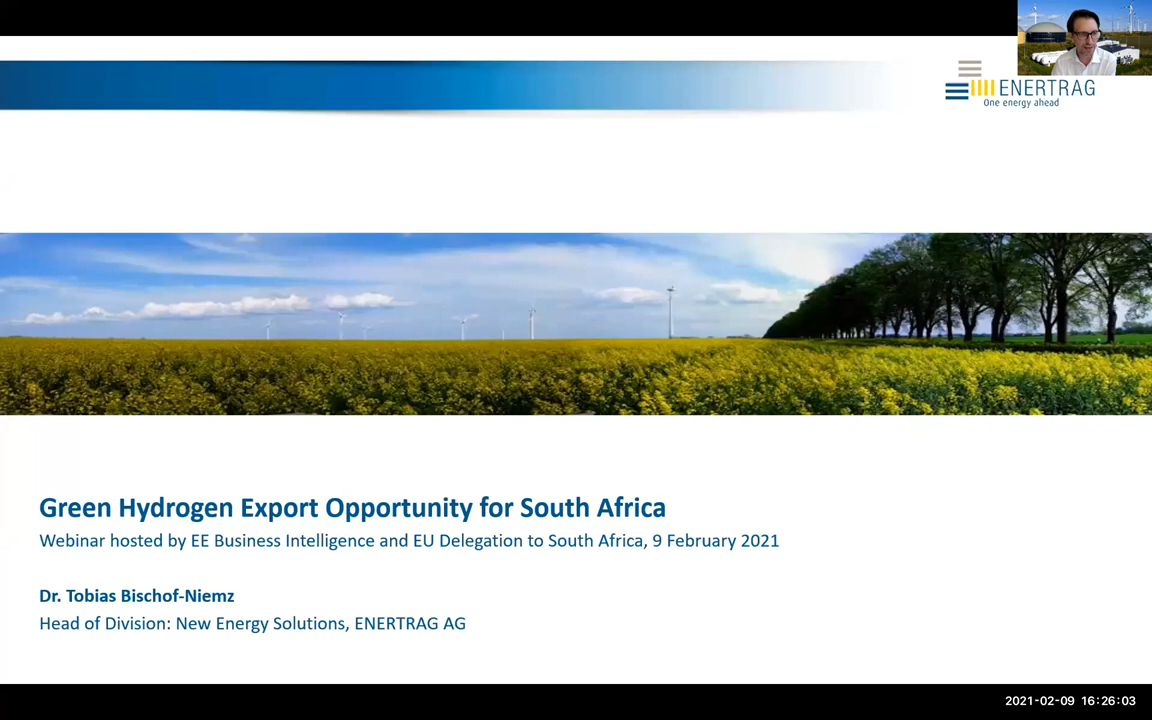 ENERTRAG
One energy ahead
Green Hydrogen Export Opportunity for South Africa
Webinar hosted by EE Business Intelligence and EU Delegation to South Africa, 9 February 2021
Dr. Tobias Bischof-Niemz
Head of Division: New Energy Solutions, ENERTRAG AG
2021-02-09 16:26:03